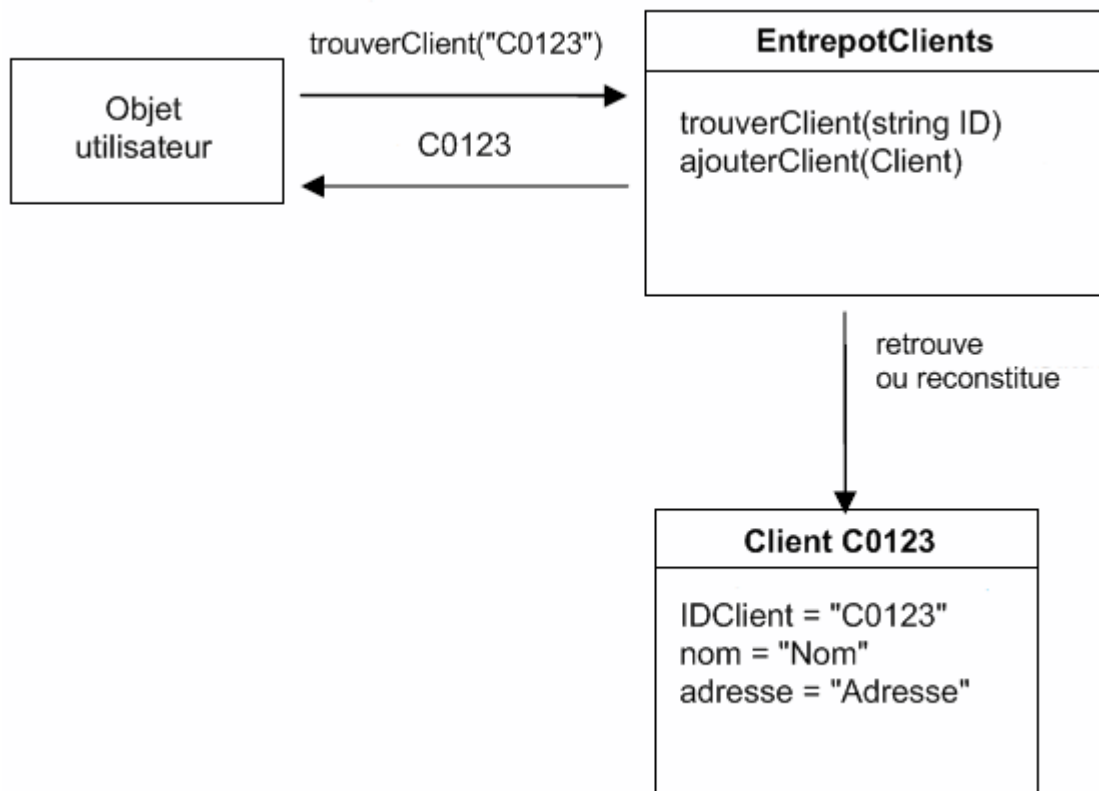 Objet
utilisateur
trouverClient("C0123")
C0123
EntrepotClients
trouverClient(string ID)
ajouterClient(Client)
retrouve
ou reconstitue
Client C0123
IDClient = "C0123"
nom = "Nom"
adresse = "Adresse"